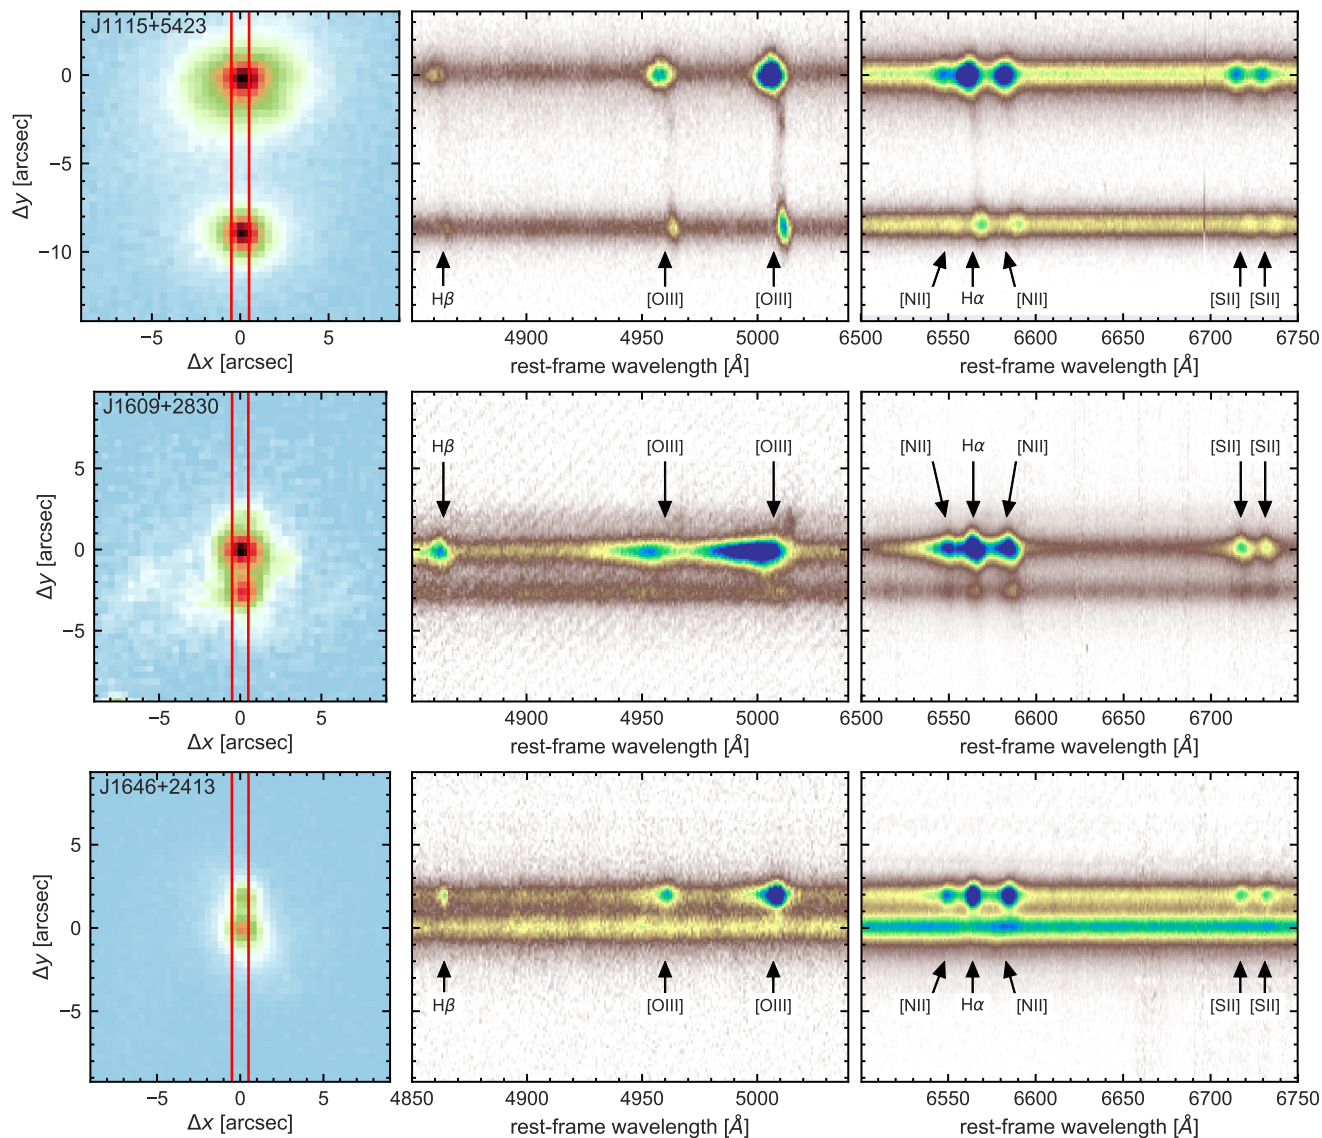 J1115+5423
0
−5
−10
Δy [arcsec]
−5 0 5
Δx [arcsec]
Hβ [OIII] [OIII]
4900 4950 5000
rest-frame wavelength [Å]
[NII] Hα [NII] [SII] [SII]
6500 6550 6600 6650 6700 6750
rest-frame wavelength [Å]
J1609+2830
5
0
−5
Δy [arcsec]
−5 0 5
Δx [arcsec]
Hβ [OIII] [OIII]
4900 4950 5000
rest-frame wavelength [Å]
[NII] Hα [NII] [SII] [SII]
6500 6550 6600 6650 6700
rest-frame wavelength [Å]
J1646+2413
5
0
−5
Δy [arcsec]
−5 0 5
Δx [arcsec]
Hβ [OIII] [OIII]
4850 4900 4950 5000
rest-frame wavelength [Å]
[NII] Hα [NII] [SII] [SII]
6500 6550 6600 6650 6700 6750
rest-frame wavelength [Å]